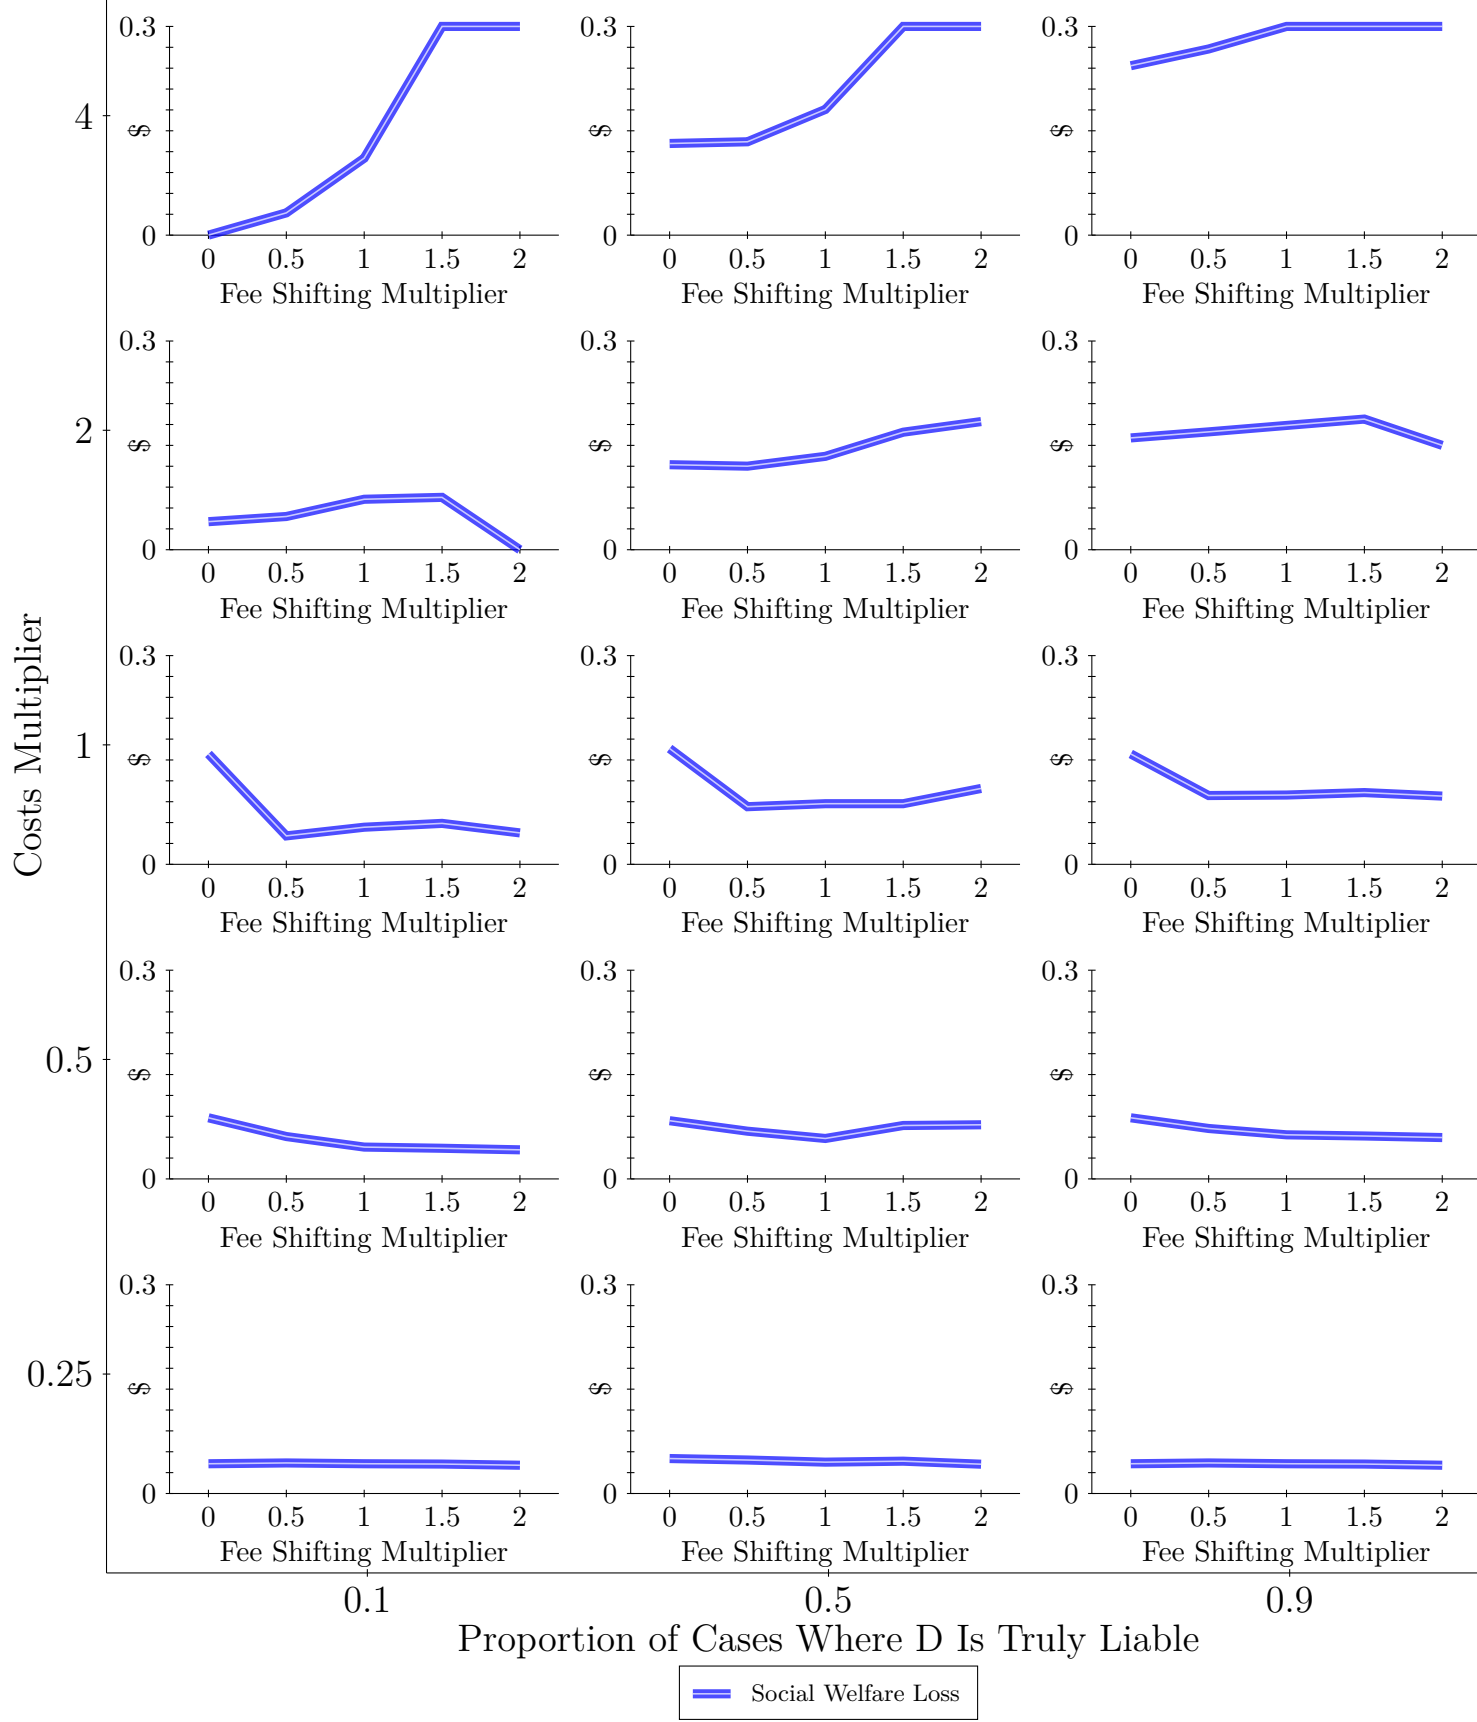 0.3 0.3 0.3
4 $ $ $
0 0 0
0 0.5 1 1.5 2 0 0.5 1 1.5 2 0 0.5 1 1.5 2
Fee Shifting Multiplier Fee Shifting Multiplier Fee Shifting Multiplier
0.3 0.3 0.3
2 $ $ $
0 0 0
0 0.5 1 1.5 2 0 0.5 1 1.5 2 0 0.5 1 1.5 2
Fee Shifting Multiplier Fee Shifting Multiplier Fee Shifting Multiplier
Costs Multiplier
0.3 0.3 0.3
1 $ $ $
0 0 0
0 0.5 1 1.5 2 0 0.5 1 1.5 2 0 0.5 1 1.5 2
Fee Shifting Multiplier Fee Shifting Multiplier Fee Shifting Multiplier
0.3 0.3 0.3
0.5 $ $ $
0 0 0
0 0.5 1 1.5 2 0 0.5 1 1.5 2 0 0.5 1 1.5 2
Fee Shifting Multiplier Fee Shifting Multiplier Fee Shifting Multiplier
0.3 0.3 0.3
0.25 $ $ $
0 0 0
0 0.5 1 1.5 2 0 0.5 1 1.5 2 0 0.5 1 1.5 2
Fee Shifting Multiplier Fee Shifting Multiplier Fee Shifting Multiplier
0.1 0.5 0.9
Proportion of Cases Where D Is Truly Liable
Social Welfare Loss